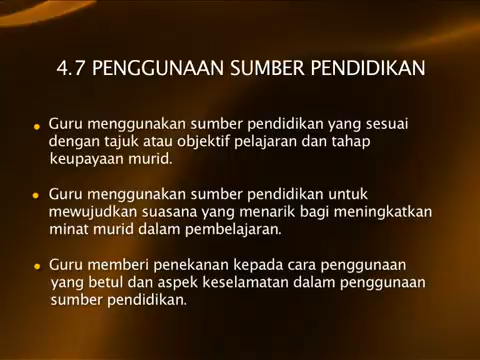 4.7 PENGGUNAAN SUMBER PENDIDIKAN
• Guru menggunakan sumber pendidikan yang sesuai
dengan tajuk atau objektif pelajaran dan tahap
keupayaan murid.
• Guru menggunakan sumber pendidikan untuk
mewujudkan suasana yang menarik bagi meningkatkan
minat murid dalam pembelajaran.
• Guru memberi penekanan kepada cara penggunaan
yang betul dan aspek keselamatan dalam penggunaan
sumber pendidikan.